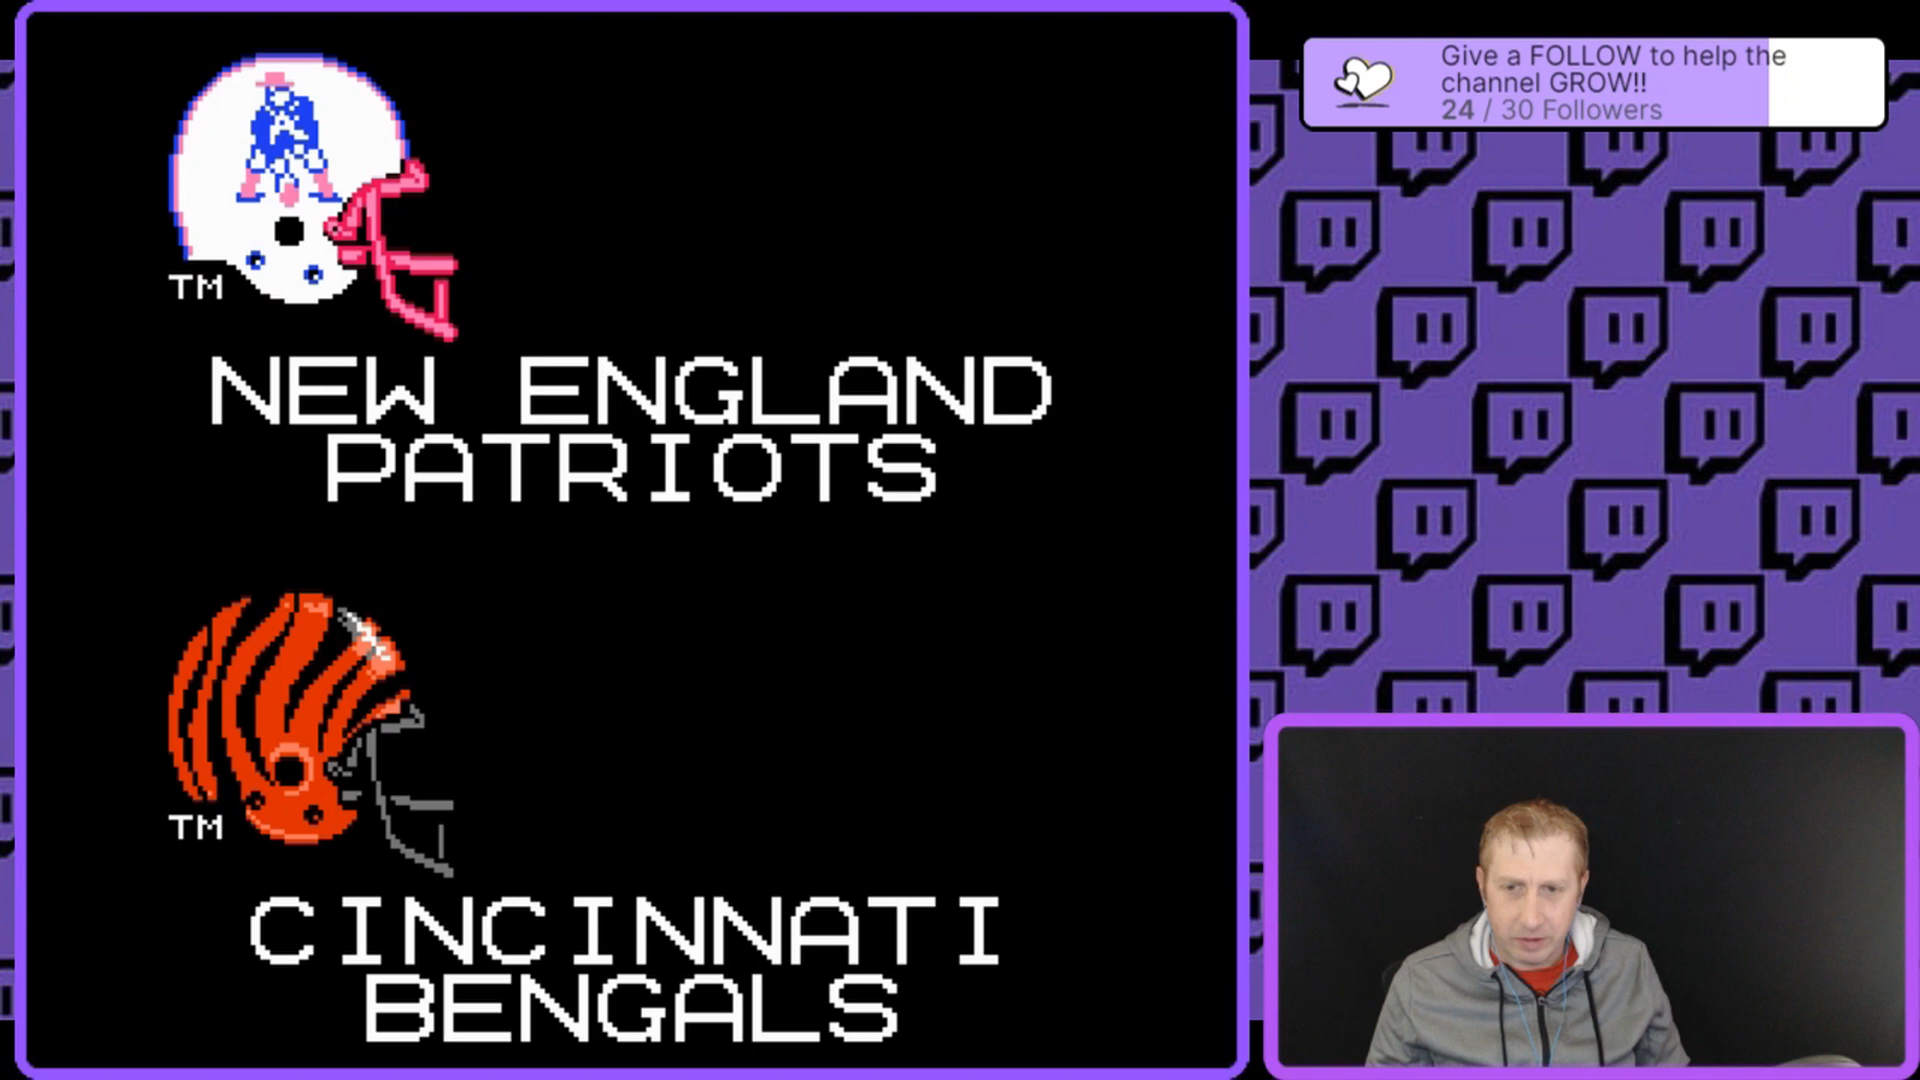 TM
NEW ENGLAND
PATRIOTS
TM
CINCINNATI
BENGALS
Give a FOLLOW to help the
channel GROW!!
24 / 30 Followers